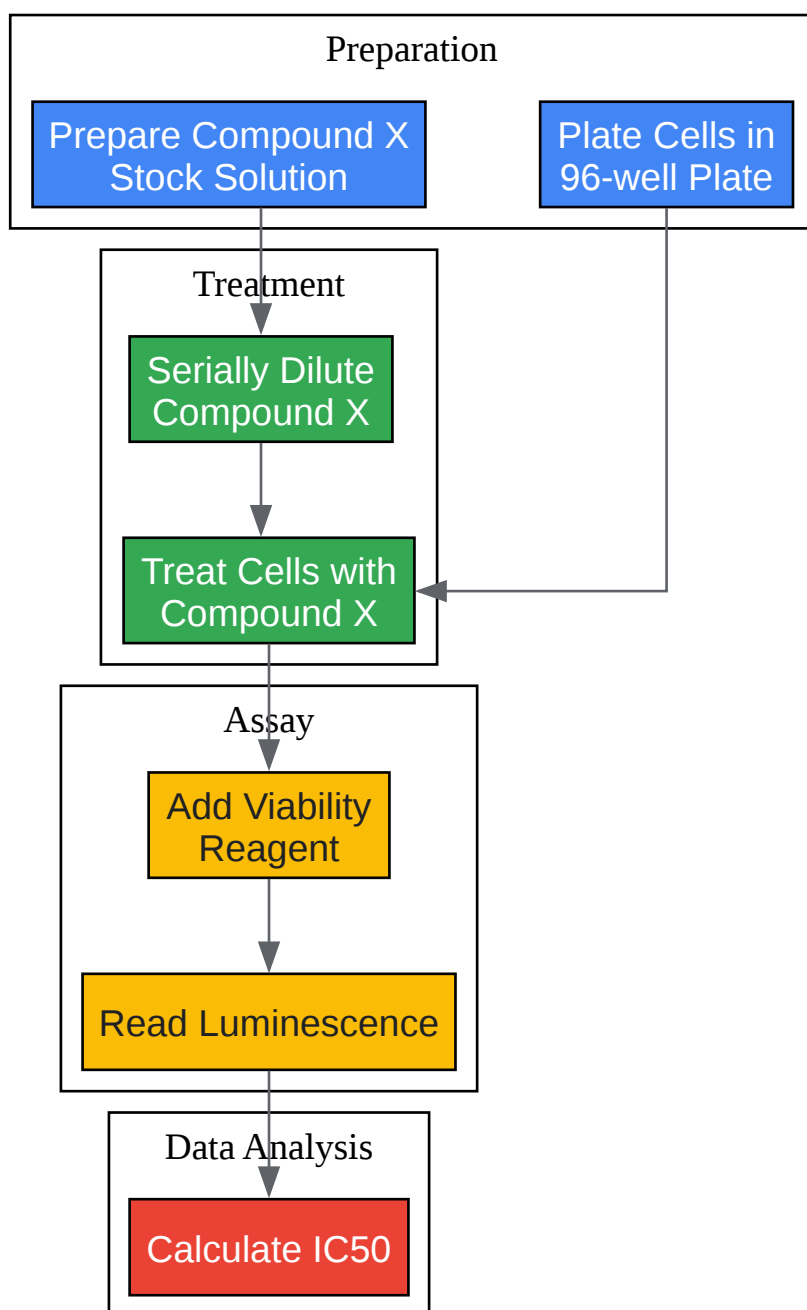 Preparation
Prepare Compound X
Stock Solution
Plate Cells in
96-well Plate
Treatment
Serially Dilute
Compound X
Treat Cells with
Compound X
Assay
Add Viability
Reagent
Read Luminescence
Data Analysis
Calculate IC50